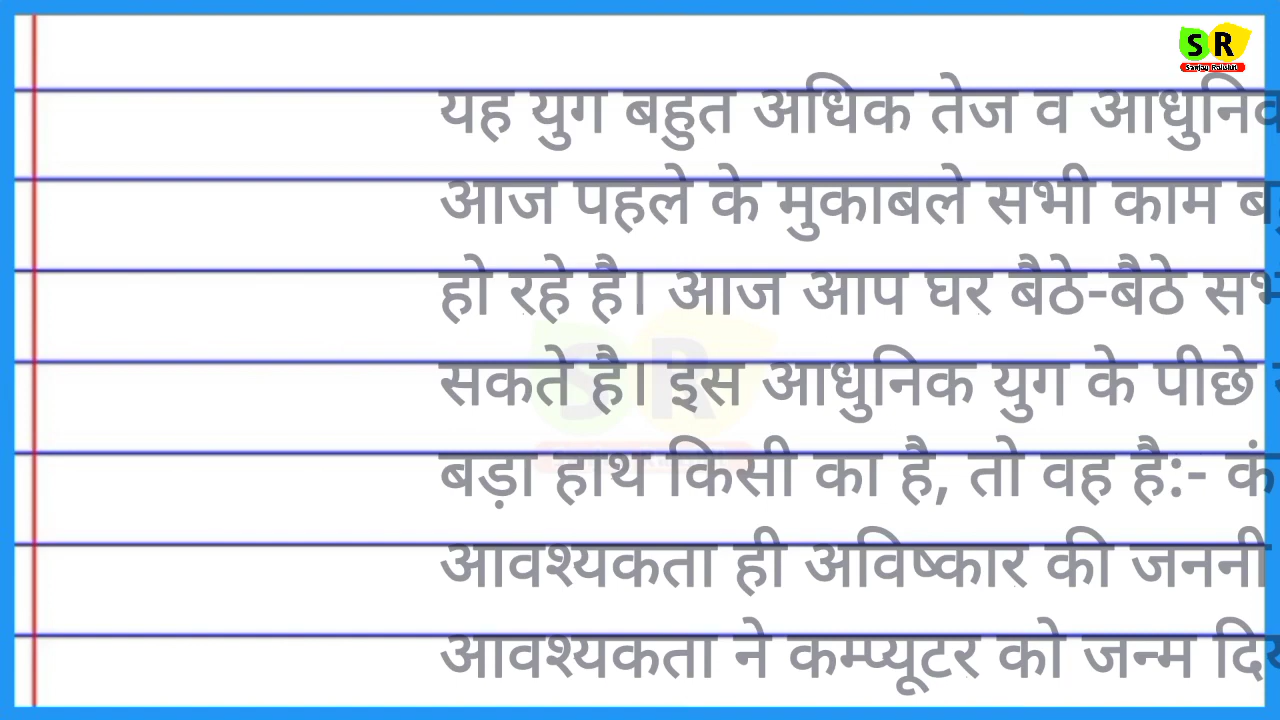 SR
यह युग बहुत अधिक तेज व
आज पहले के मुकाबले सभी काम
हो रहे है। आज आप घर बैठे-बैठे
सकते है। इस आधुनिक युग के पीछे
बड़ा हाथ किसी का है, तो वह है:-
आवश्यकता ही अविष्कार की जननी
आवश्यकता ने कम्प्यूटर को जन्म